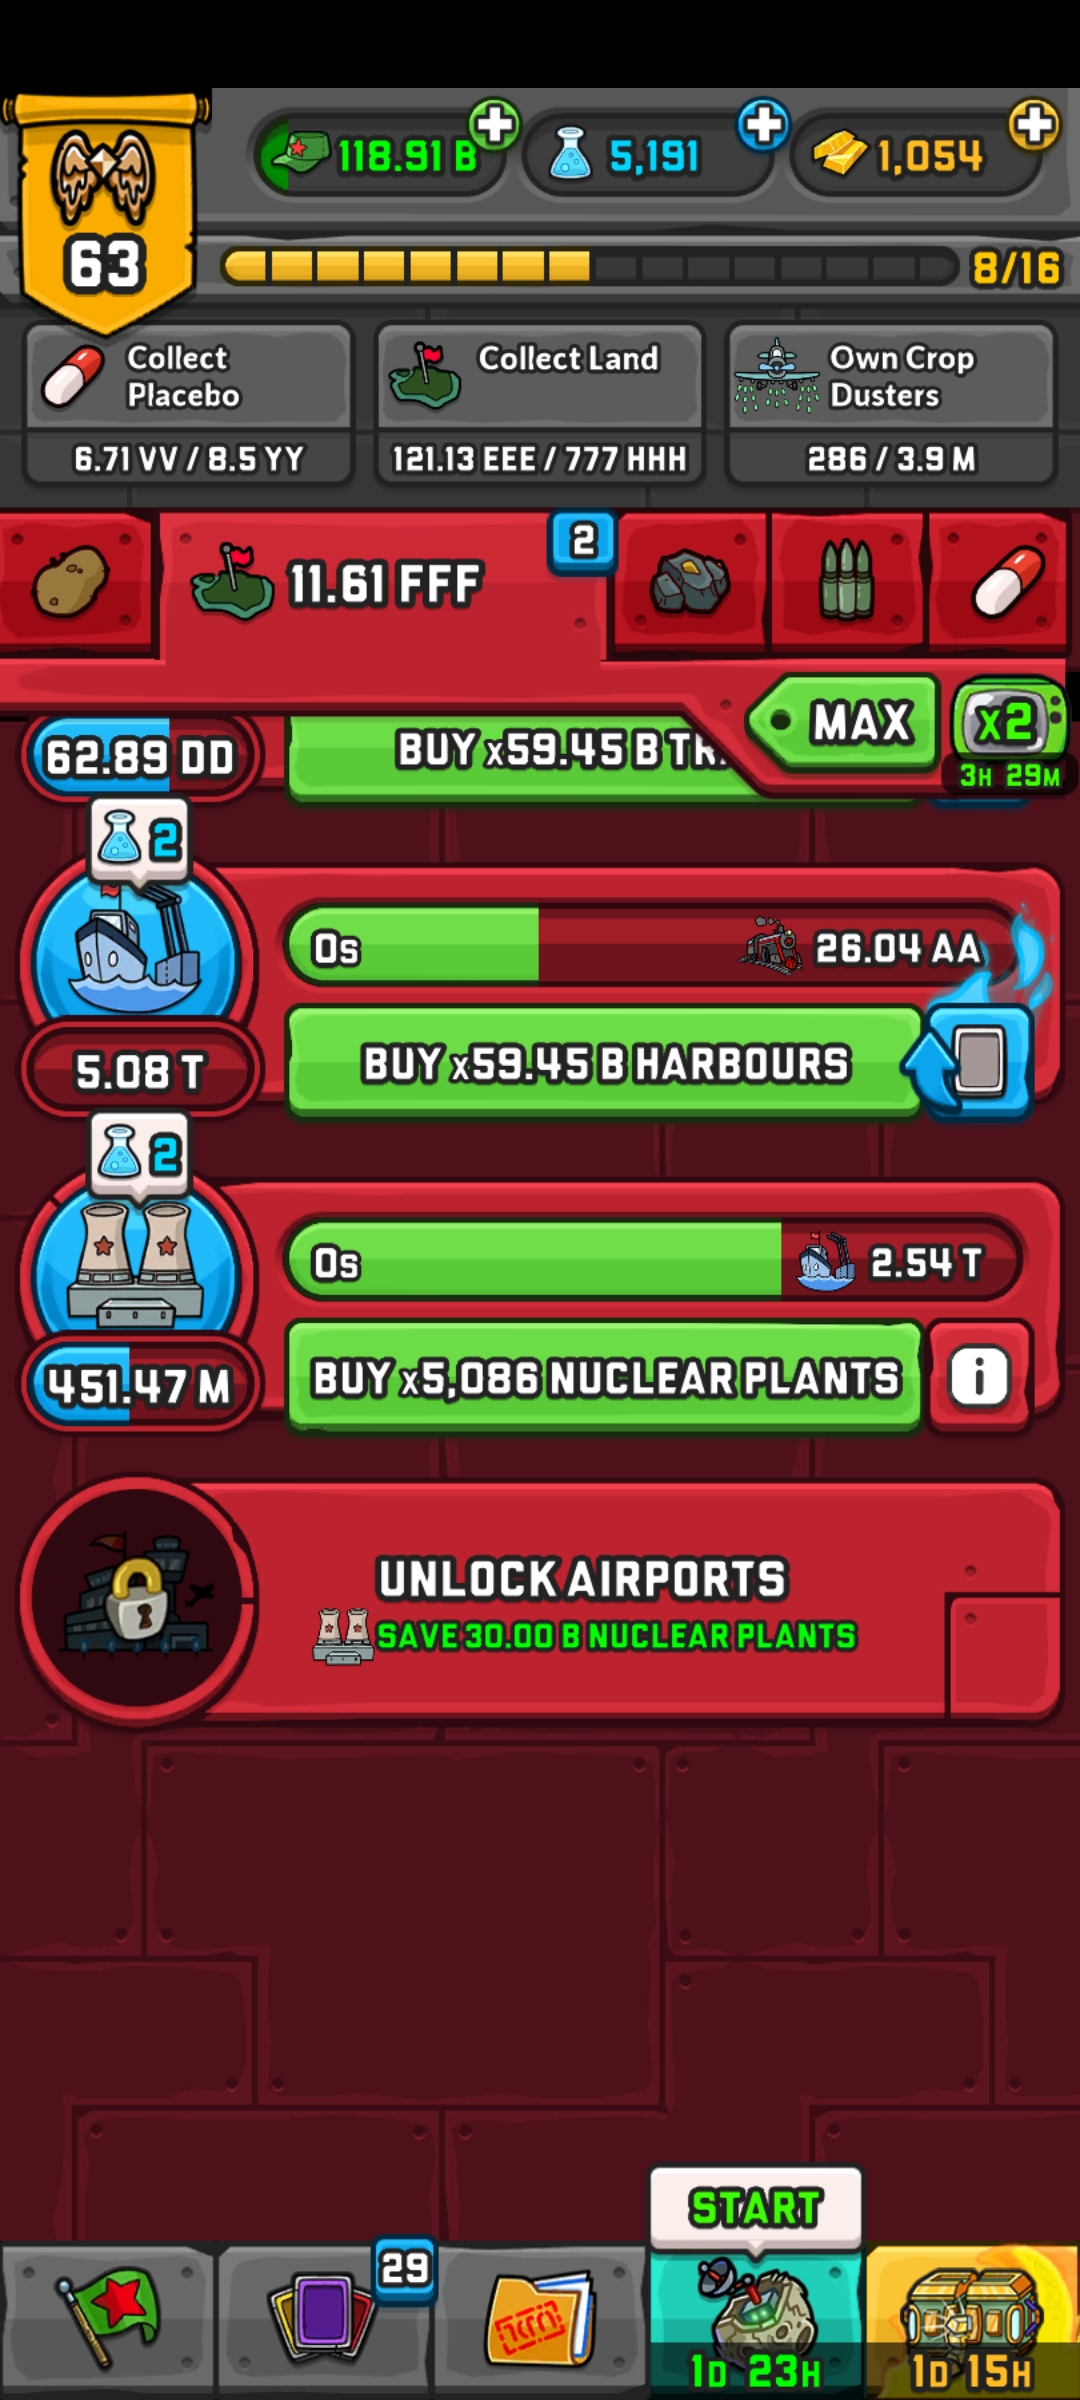 118.91 B
5,191
1,054
63
8/16
Collect
Placebo
6.71 VV / 8.5 YY
Collect Land
121.13 EEE / 777 HHH
Own Crop
Dusters
286 / 3.9 M
11.61 FFF
2
MAX
x2
3H 29M
62.89 DD
BUY x59.45 B
2
0s
26.04 AA
5.08 T
BUY x59.45 B HARBOURS
2
0s
2.54 T
451.47 M
BUY x5,086 NUCLEAR PLANTS
i
UNLOCK AIRPORTS
SAVE 30.00 B NUCLEAR PLANTS
START
29
1D 23H
1D 15H